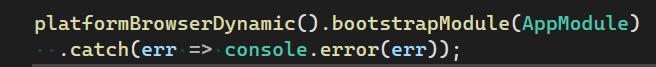 platformBrowserDynamic().bootstrapModule(AppModule)
  .catch(err => console.error(err));